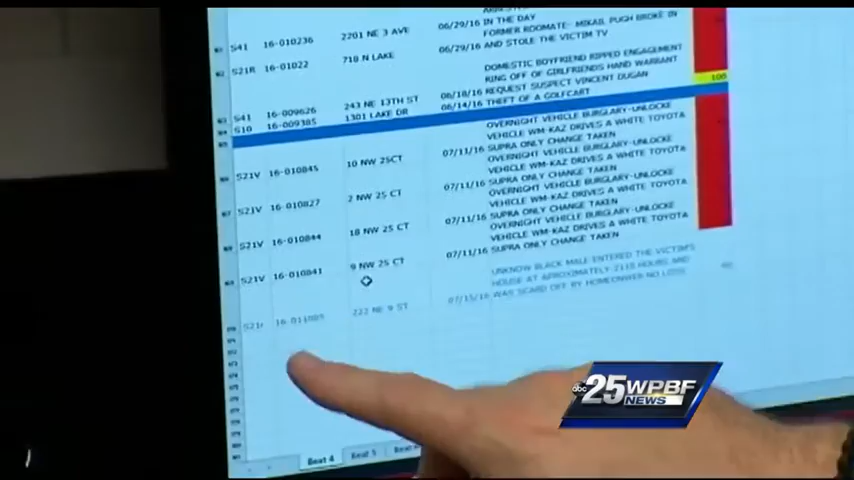 S41 16-010236 2201 NE 3 AVE 06/29/16 IN THE DAY
FORMER ROOMATE- MIKAIL PUGH BROKE IN
S21R 16-01022 718 N LAKE 06/29/16 AND STOLE THE VICTIM TV
DOMESTIC BOYFRIEND RIPPED ENGAGEMENT
RING OFF OF GIRLFRIENDS HAND WARRANT
S41 16-009626 243 NE 13TH ST 06/18/16 REQUEST SUSPECT VINCENT DUGAN
S10 16-009385 1301 LAKE DR 06/14/16 THEFT OF A GOLFCART 100
OVERNIGHT VEHICLE BURGLARY-UNLOCKE
VEHICLE WM-KAZ DRIVES A WHITE TOYOTA
S21V 16-010845 10 NW 25CT 07/11/16 SUPRA ONLY CHANGE TAKEN
OVERNIGHT VEHICLE BURGLARY-UNLOCKE
VEHICLE WM-KAZ DRIVES A WHITE TOYOTA
S21V 16-010827 2 NW 25 CT 07/11/16 SUPRA ONLY CHANGE TAKEN
OVERNIGHT VEHICLE BURGLARY-UNLOCKE
VEHICLE WM-KAZ DRIVES A WHITE TOYOTA
S21V 16-010844 18 NW 25 CT 07/11/16 SUPRA ONLY CHANGE TAKEN
OVERNIGHT VEHICLE BURGLARY-UNLOCKE
VEHICLE WM-KAZ DRIVES A WHITE TOYOTA
S21V 16-010841 9 NW 25 CT 07/11/16 SUPRA ONLY CHANGE TAKEN
UNKNOW BLACK MALE ENTERED THE VICTIM'S
HOUSE AT APROXIMATELY 2115 HOURS AND
222 NE 9 ST 07/15/16 WAS SCARD OFF BY HOMEONWER NO LOSS
Beat 4 Beat 5
abc 25 WPBF
NEWS